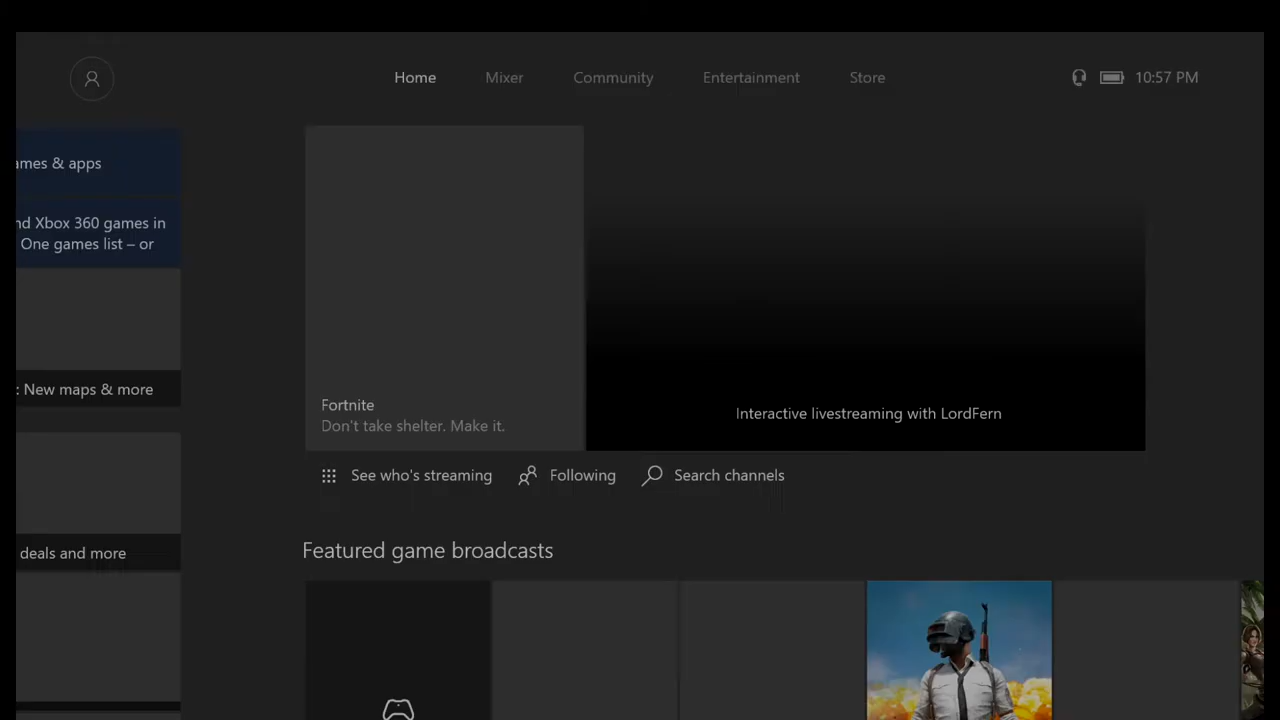 Home Mixer Community Entertainment Store 10:57 PM
ames & apps
nd Xbox 360 games in
One games list – or
: New maps & more
deals and more
Fortnite
Don't take shelter. Make it.
Interactive livestreaming with LordFern
See who's streaming Following Search channels
Featured game broadcasts